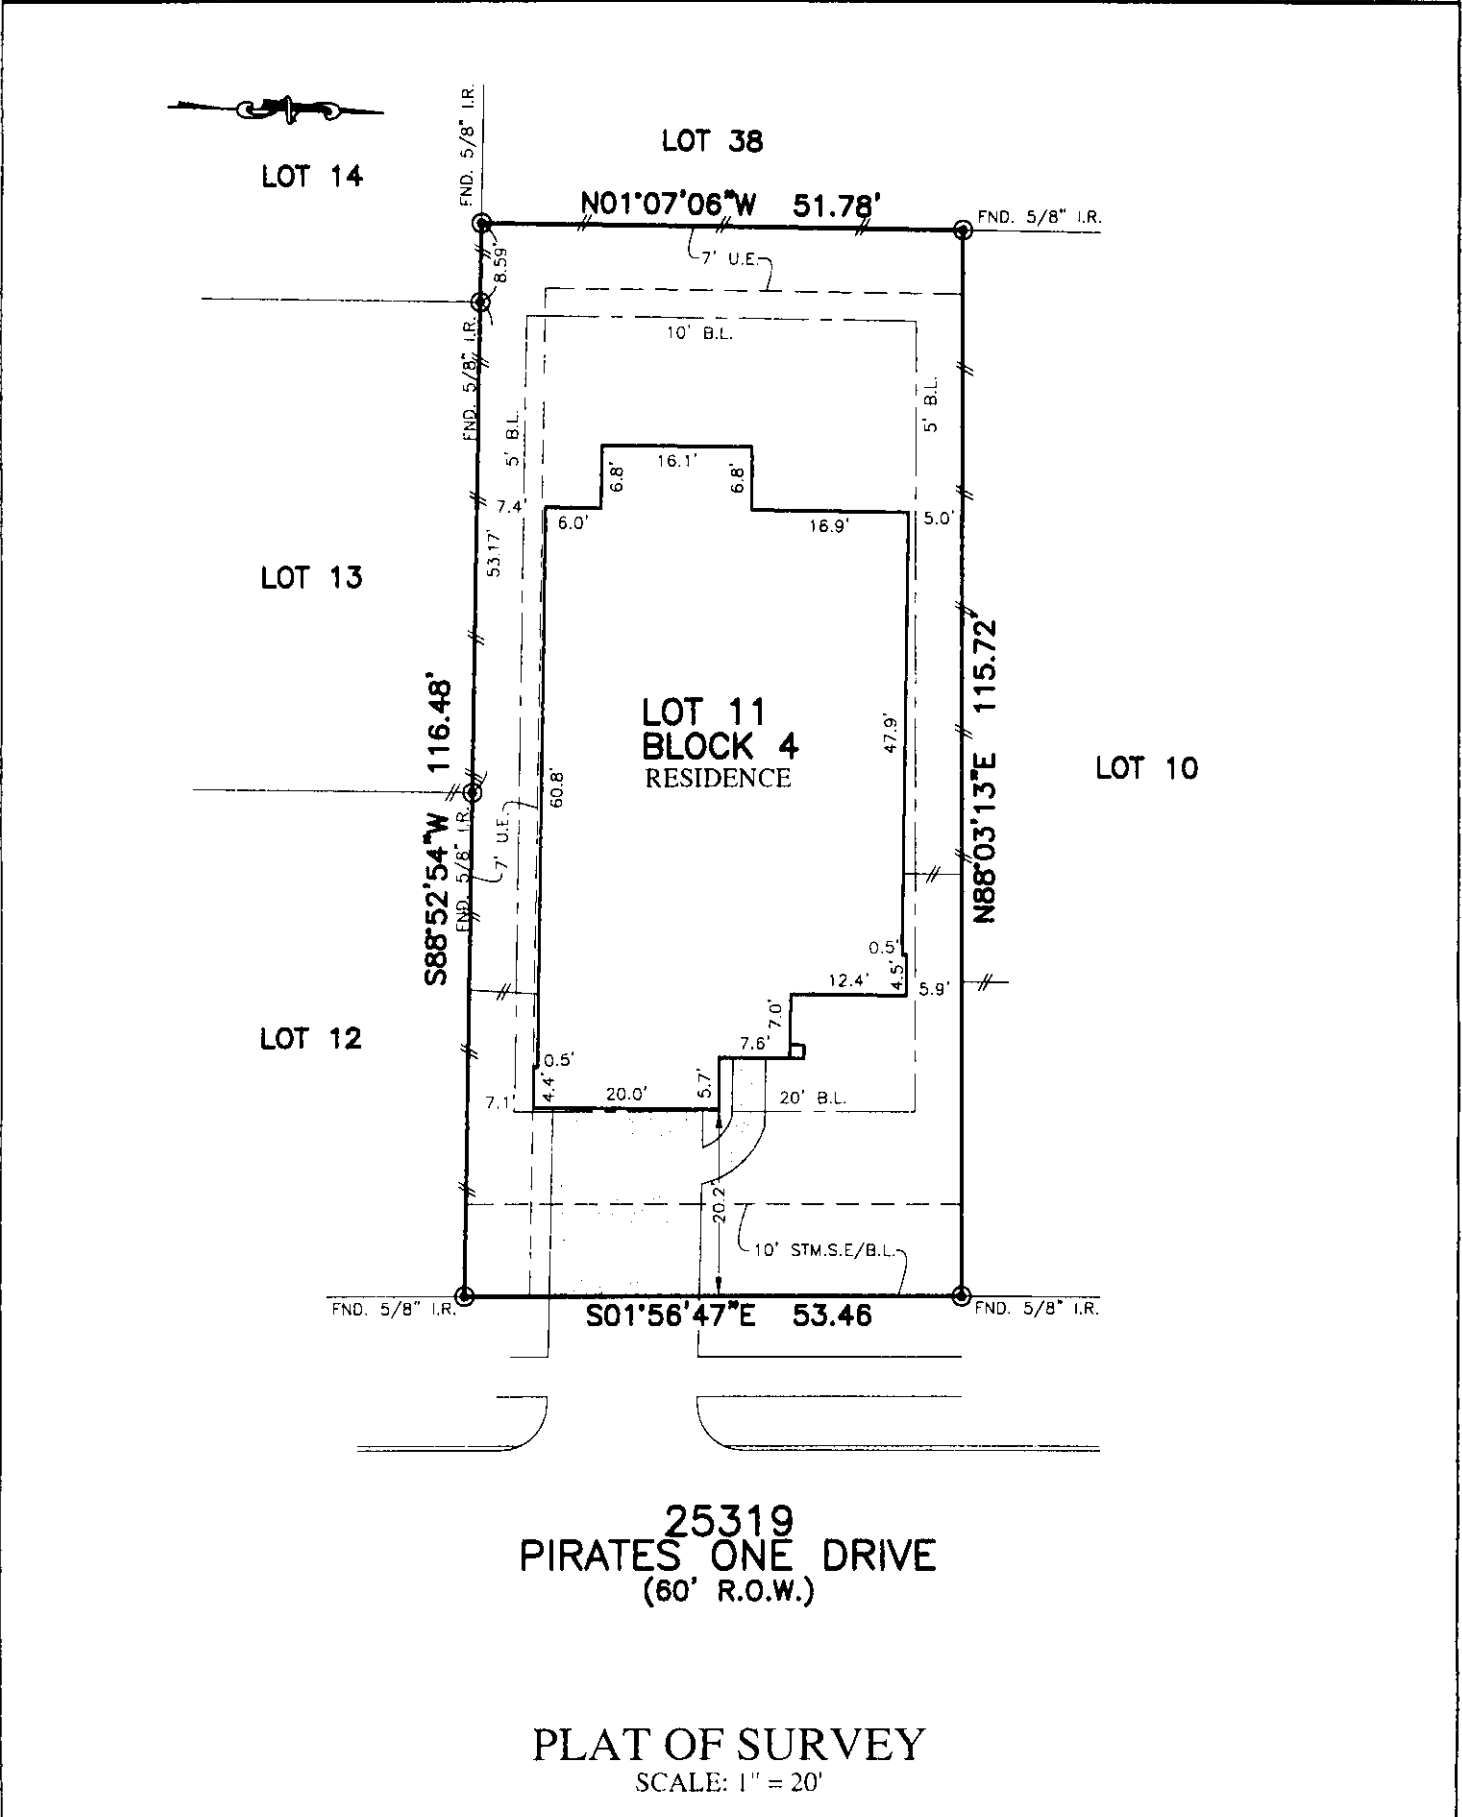 LOT 14
FND. 5/8" I.R.
LOT 38
N01°07'06"W 51.78'
FND. 5/8" I.R.
8.59'
7' U.E.
10' B.L.
FND. 5/8" I.R.
5' B.L.
5' B.L.
16.1'
6.8'
6.8'
7.4'
6.0'
16.9'
5.0'
53.17'
LOT 13
LOT 11
BLOCK 4
RESIDENCE
47.9'
60.8'
S88°52'54"W 116.48'
N88°03'13"E 115.72'
LOT 10
FND. 5/8" I.R.
7' U.E.
0.5'
4.5'
12.4'
5.9'
7.0'
7.6'
LOT 12
0.5'
4.4'
20.0'
5.7'
7.1'
20' B.L.
20.2'
10' STM.S.E/B.L.
FND. 5/8" I.R.
S01°56'47"E 53.46
FND. 5/8" I.R.
25319
PIRATES ONE DRIVE
(60' R.O.W.)
PLAT OF SURVEY
SCALE: 1" = 20'